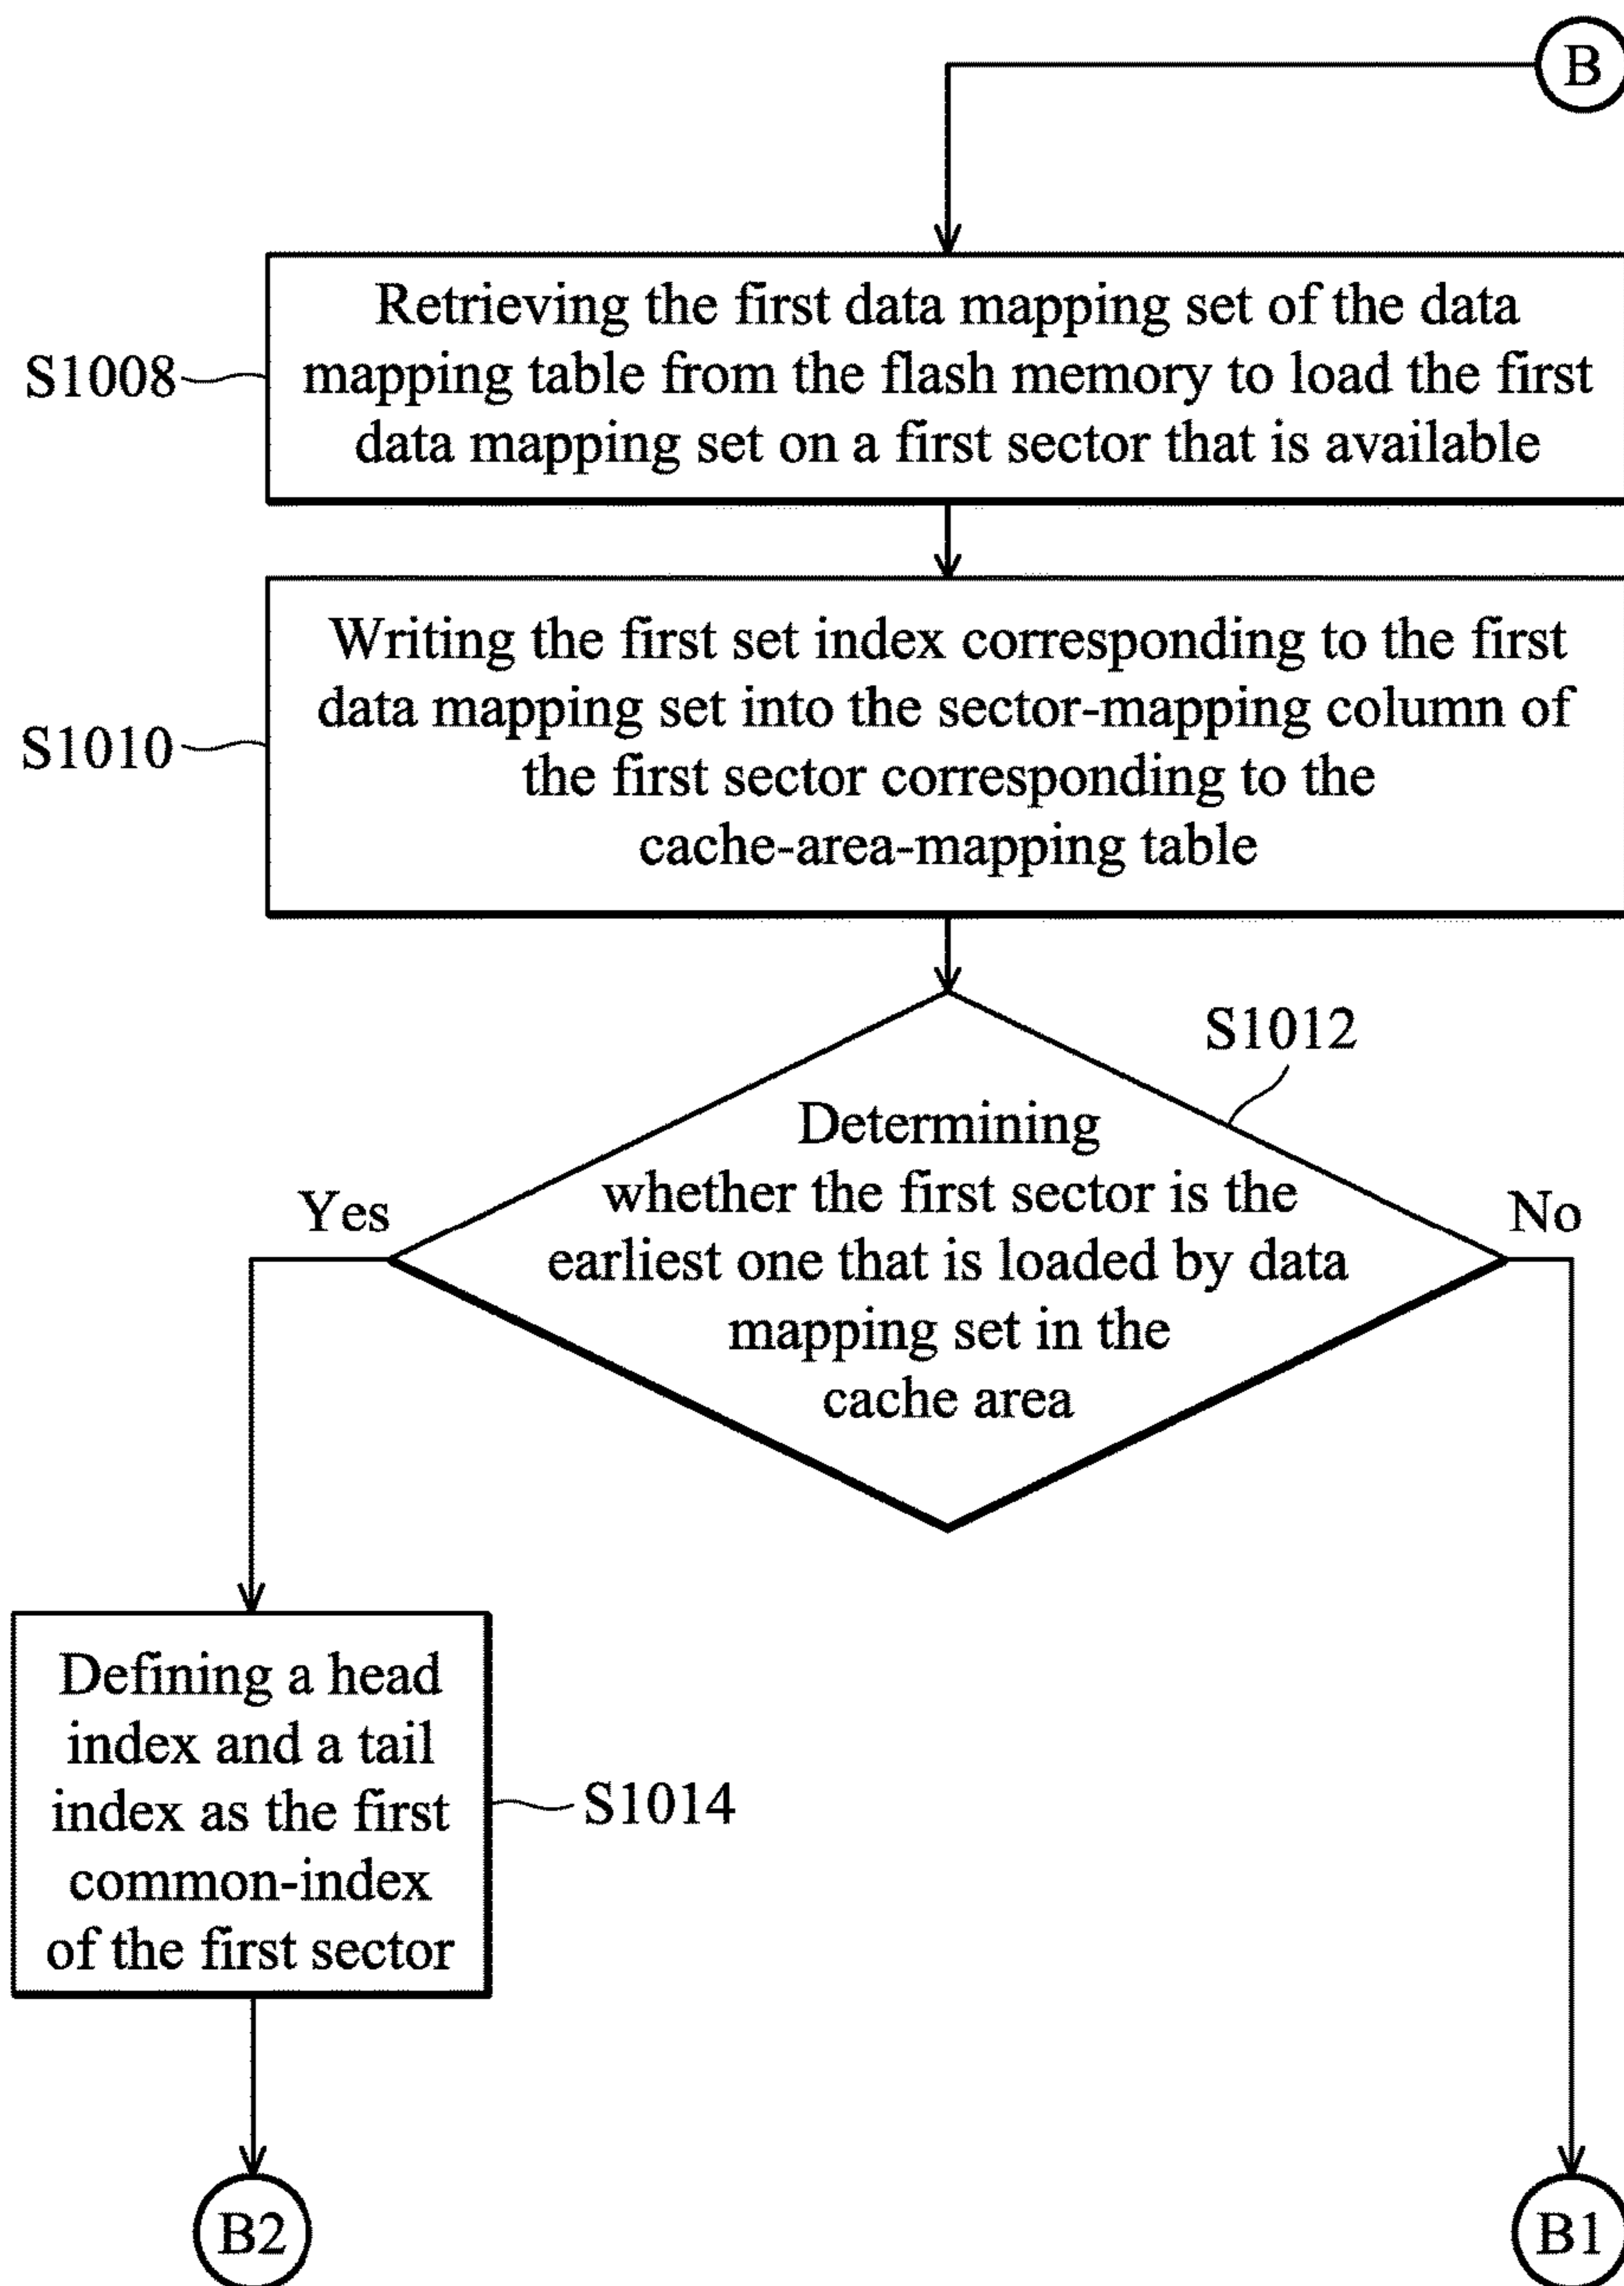 B
Retrieving the first data mapping set of the data
mapping table from the flash memory to load the first
data mapping set on a first sector that is available
S1008
Writing the first set index corresponding to the first
data mapping set into the sector-mapping column of
the first sector corresponding to the
cache-area-mapping table
S1010
S1012
Determining
whether the first sector is the
earliest one that is loaded by data
mapping set in the
cache area
Yes
No
Defining a head
index and a tail
index as the first
common-index
of the first sector
S1014
B2
B1